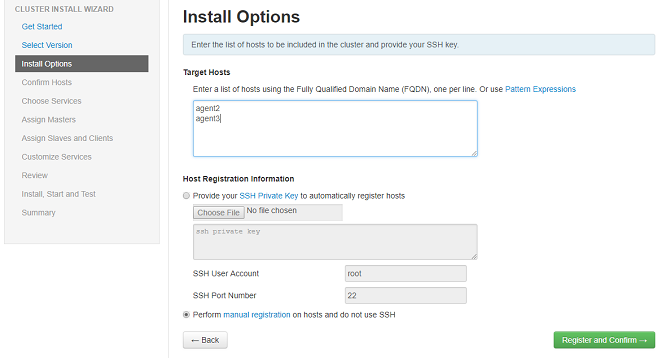 CLUSTER INSTALL WIZARD
Get Started
Select Version
Install Options
Confirm Hosts
Choose Services
Assign Masters
Assign Slaves and Clients
Customize Services
Review
Install, Start and Test
Summary
Install Options
Enter the list of hosts to be included in the cluster and provide your SSH key.
Target Hosts
Enter a list of hosts using the Fully Qualified Domain Name (FQDN), one per line. Or use Pattern Expressions
agent2
agent3
Host Registration Information
Provide your SSH Private Key to automatically register hosts
Choose File No file chosen
ssh private key
SSH User Account root
SSH Port Number 22
Perform manual registration on hosts and do not use SSH
← Back
Register and Confirm →